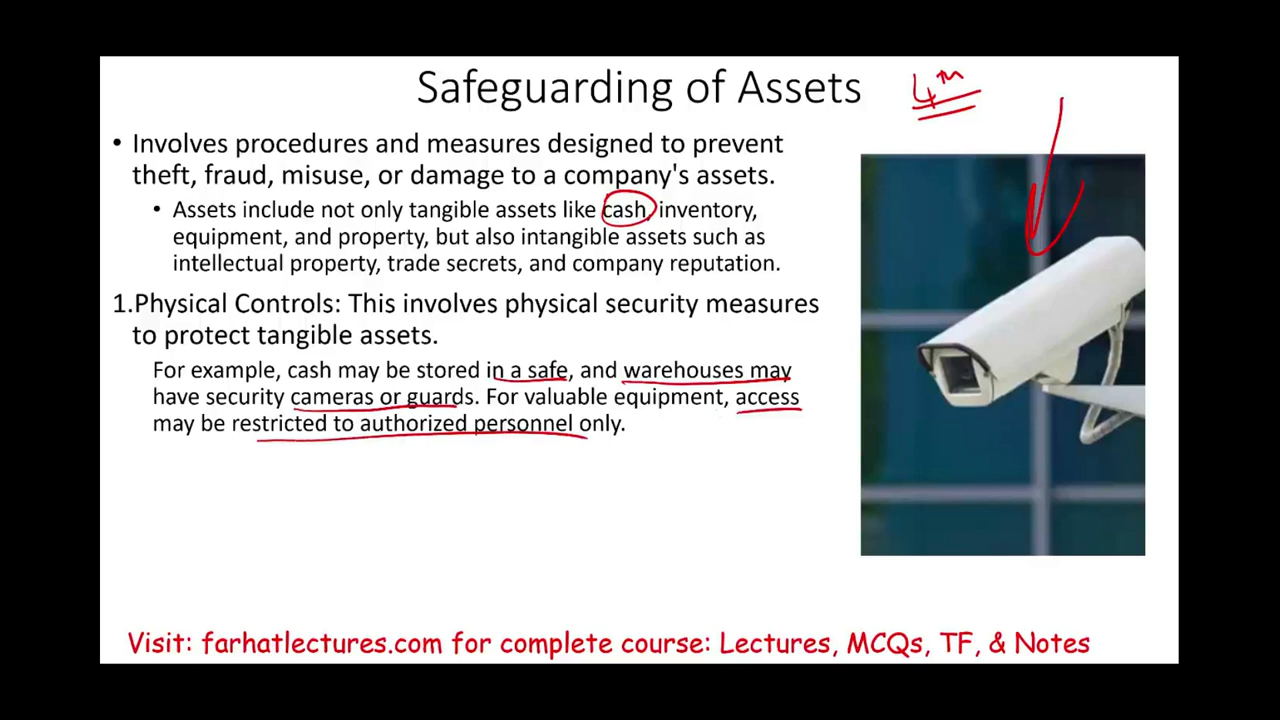 Safeguarding of Assets 4th
• Involves procedures and measures designed to prevent
theft, fraud, misuse, or damage to a company's assets.
• Assets include not only tangible assets like cash, inventory,
equipment, and property, but also intangible assets such as
intellectual property, trade secrets, and company reputation.
1.Physical Controls: This involves physical security measures
to protect tangible assets.
For example, cash may be stored in a safe, and warehouses may
have security cameras or guards. For valuable equipment, access
may be restricted to authorized personnel only.
Visit: farhatlectures.com for complete course: Lectures, MCQs, TF, & Notes